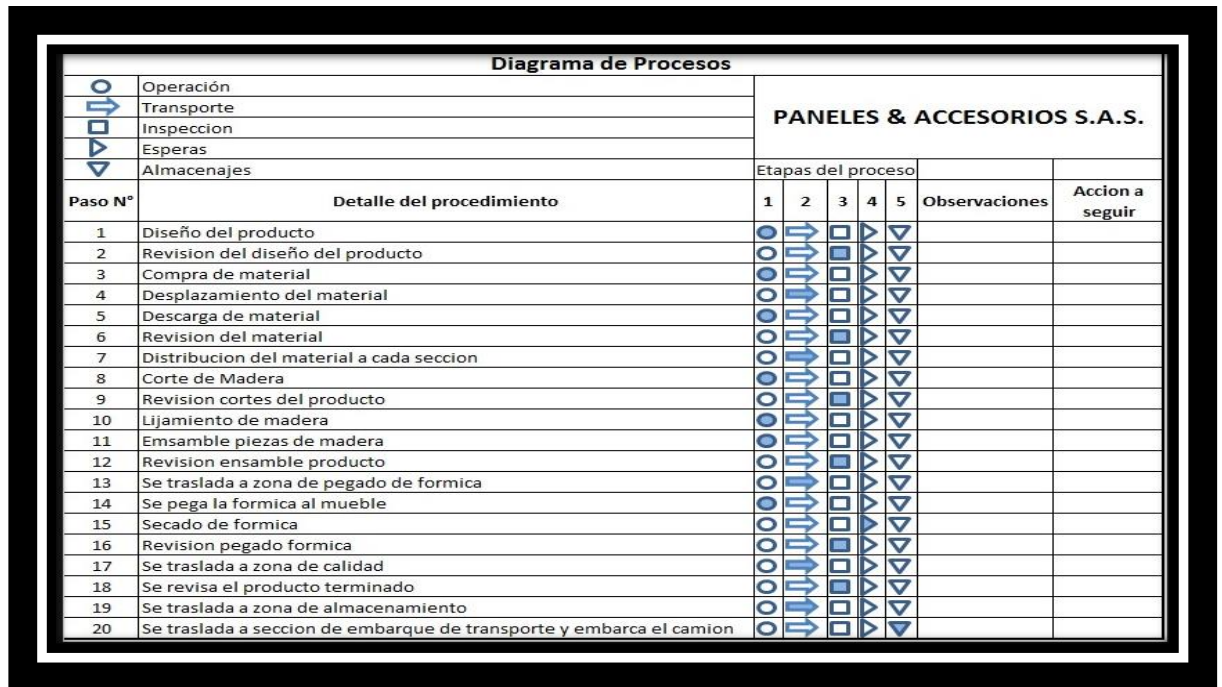 Diagrama de Procesos
Operación
Transporte
Inspeccion
Esperas
Almacenajes
PANELES & ACCESORIOS S.A.S.
Etapas del proceso
Paso N° Detalle del procedimiento 1 2 3 4 5 Observaciones Accion a seguir
1 Diseño del producto
2 Revision del diseño del producto
3 Compra de material
4 Desplazamiento del material
5 Descarga de material
6 Revision del material
7 Distribucion del material a cada seccion
8 Corte de Madera
9 Revision cortes del producto
10 Lijamiento de madera
11 Emsamble piezas de madera
12 Revision ensamble producto
13 Se traslada a zona de pegado de formica
14 Se pega la formica al mueble
15 Secado de formica
16 Revision pegado formica
17 Se traslada a zona de calidad
18 Se revisa el producto terminado
19 Se traslada a zona de almacenamiento
20 Se traslada a seccion de embarque de transporte y embarca el camion